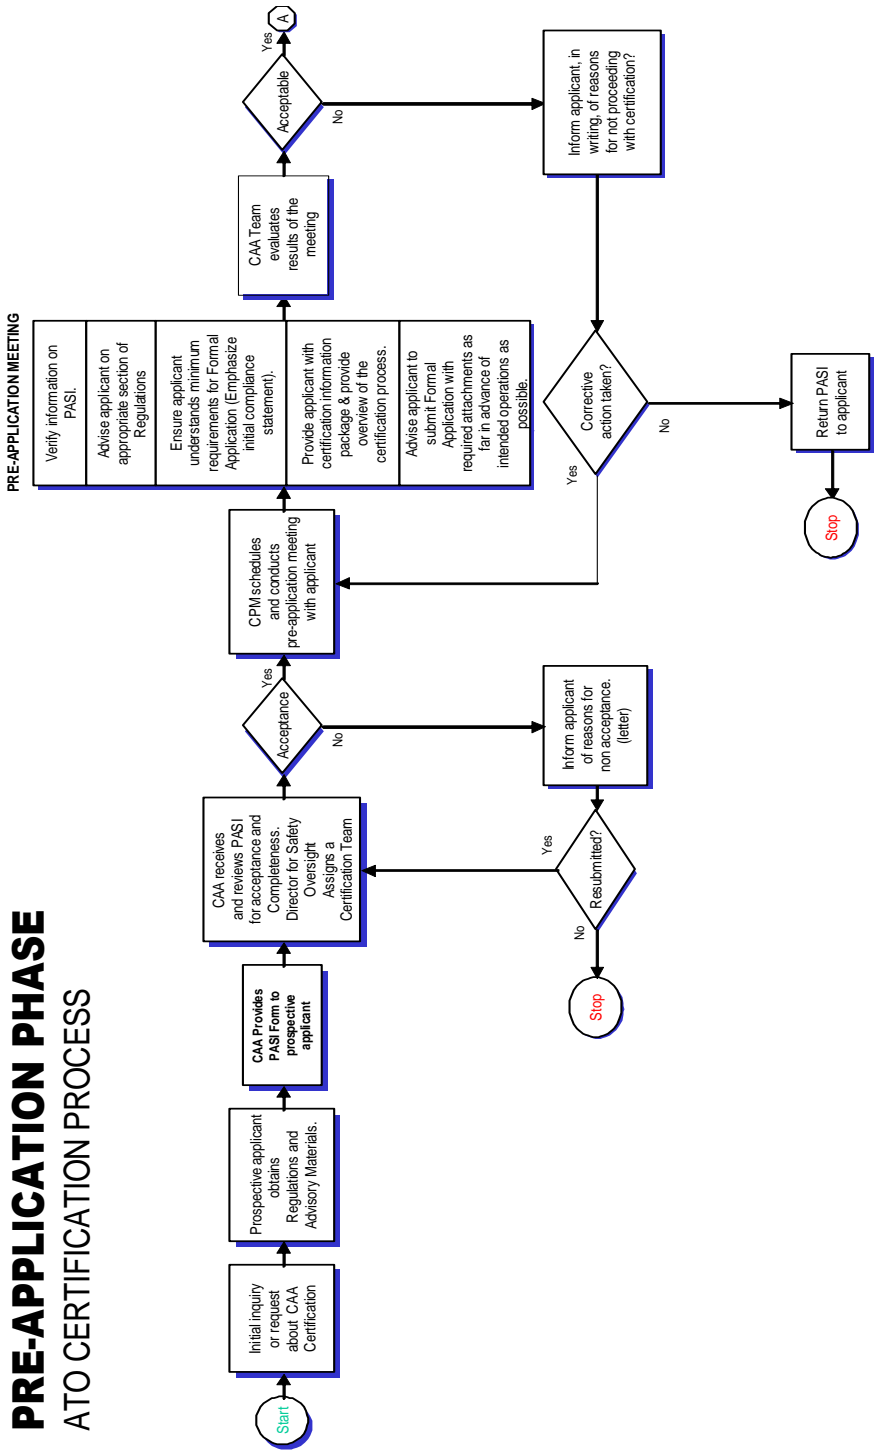 PRE-APPLICATION PHASE
ATO CERTIFICATION PROCESS
Start
Initial inquiry
or request
about CAA
Certification
Prospective applicant
obtains
Regulations and
Advisory Materials.
CAA Provides
PASI Form to
prospective
applicant
CAA receives
and reviews PASI
for acceptance and
Completeness.
Director for Safety
Oversight
Assigns a
Certification Team
Acceptance
Yes
No
Inform applicant
of reasons for
non acceptance.
(letter)
Resubmitted?
Yes
No
Stop
CPM schedules
and conducts
pre-application meeting
with applicant
PRE-APPLICATION MEETING
Verify information on
PASI.
Advise applicant on
appropriate section of
Regulations
Ensure applicant
understands minimum
requirements for Formal
Application (Emphasize
initial compliance
statement).
Provide applicant with
certification information
package & provide
overview of the
certification process.
Advise applicant to
submit Formal
Application with
required attachments as
far in advance of
intended operations as
possible.
CAA Team
evaluates
results of the
meeting
Acceptable
Yes
A
No
Inform applicant, in
writing, of reasons
for not proceeding
with certification?
Corrective
action taken?
Yes
No
Return PASI
to applicant
Stop